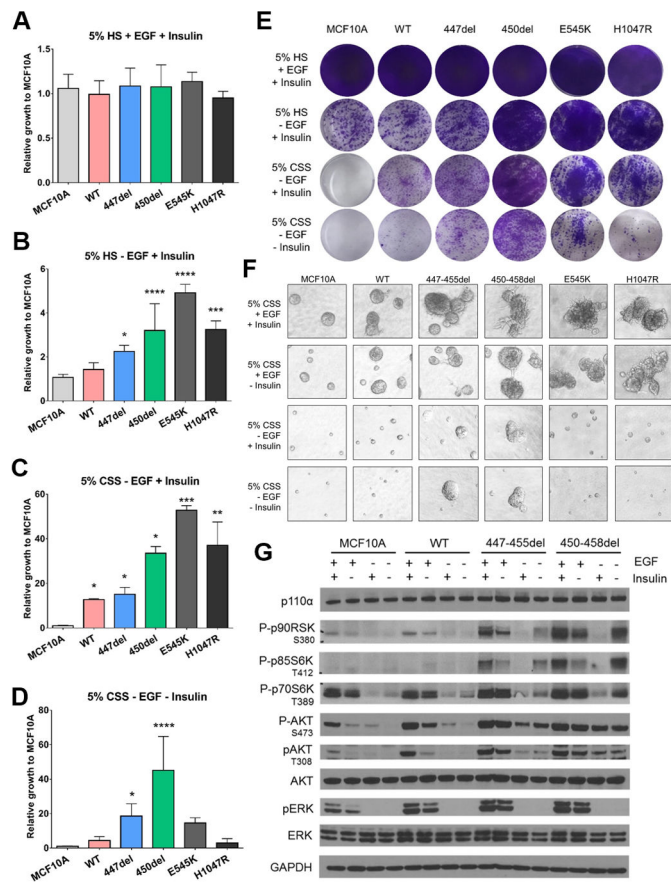 A
5% HS + EGF + Insulin
Relative growth to MCF10A
1.5
1.0
0.5
0.0
MCF10A
WT
447del
450del
E545K
H1047R
B
5% HS - EGF + Insulin
Relative growth to MCF10A
6
4
2
0
*
****
****
***
MCF10A
WT
447del
450del
E545K
H1047R
C
5% CSS - EGF + Insulin
Relative growth to MCF10A
60
40
20
0
*
*
*
***
**
MCF10A
WT
447del
450del
E545K
H1047R
D
5% CSS - EGF - Insulin
Relative growth to MCF10A
80
60
40
20
0
*
****
MCF10A
WT
447del
450del
E545K
H1047R
E
MCF10A WT 447del 450del E545K H1047R
5% HS
+ EGF
+ Insulin
5% HS
- EGF
+ Insulin
5% CSS
- EGF
+ Insulin
5% CSS
- EGF
- Insulin
F
MCF10A WT 447-455del 450-458del E545K H1047R
5% CSS
+ EGF
+ Insulin
5% CSS
+ EGF
- Insulin
5% CSS
- EGF
+ Insulin
5% CSS
- EGF
- Insulin
G
MCF10A WT 447-455del 450-458del
+ + - - + + - - + + - - + + - - EGF
+ - + - + - + - + - + - + - + - Insulin
p110α
P-p90RSK
S380
P-p85S6K
T412
P-p70S6K
T389
P-AKT
S473
pAKT
T308
AKT
pERK
ERK
GAPDH